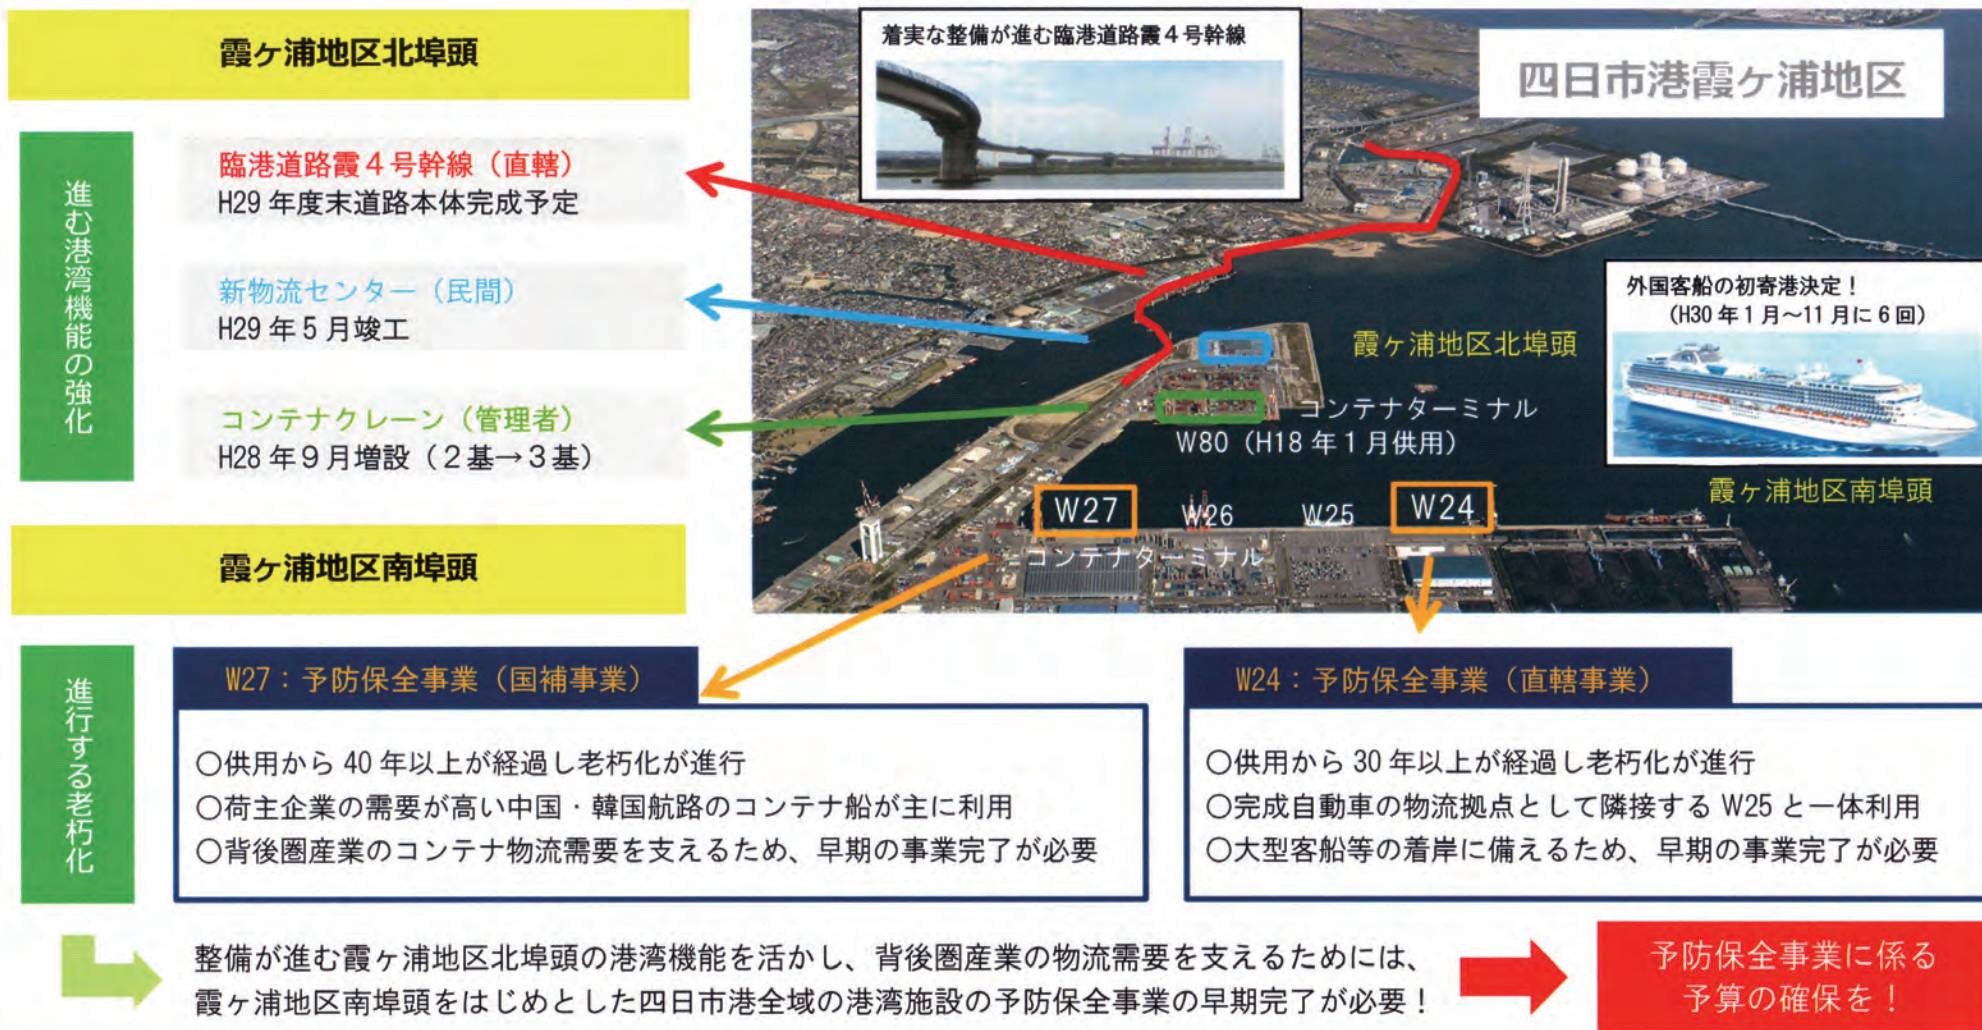 霞ヶ浦地区北埠頭
進む港湾機能の強化
臨港道路霞４号幹線（直轄）
H29年度末道路本体完成予定
新物流センター（民間）
H29年５月竣工
コンテナクレーン（管理者）
H28年９月増設（２基→３基）
着実な整備が進む臨港道路霞４号幹線
四日市港霞ヶ浦地区
外国客船の初寄港決定！
（H30年１月～11月に６回）
霞ヶ浦地区北埠頭
コンテナターミナル
W80（H18年１月供用）
霞ヶ浦地区南埠頭
W27
W26
W25
W24
コンテナターミナル
霞ヶ浦地区南埠頭
進行する老朽化
W27：予防保全事業（国補事業）
○供用から40年以上が経過し老朽化が進行
○荷主企業の需要が高い中国・韓国航路のコンテナ船が主に利用
○背後圏産業のコンテナ物流需要を支えるため、早期の事業完了が必要
W24：予防保全事業（直轄事業）
○供用から30年以上が経過し老朽化が進行
○完成自動車の物流拠点として隣接するW25と一体利用
○大型客船等の着岸に備えるため、早期の事業完了が必要
整備が進む霞ヶ浦地区北埠頭の港湾機能を活かし、背後圏産業の物流需要を支えるためには、
霞ヶ浦地区南埠頭をはじめとした四日市港全域の港湾施設の予防保全事業の早期完了が必要！
予防保全事業に係る
予算の確保を！